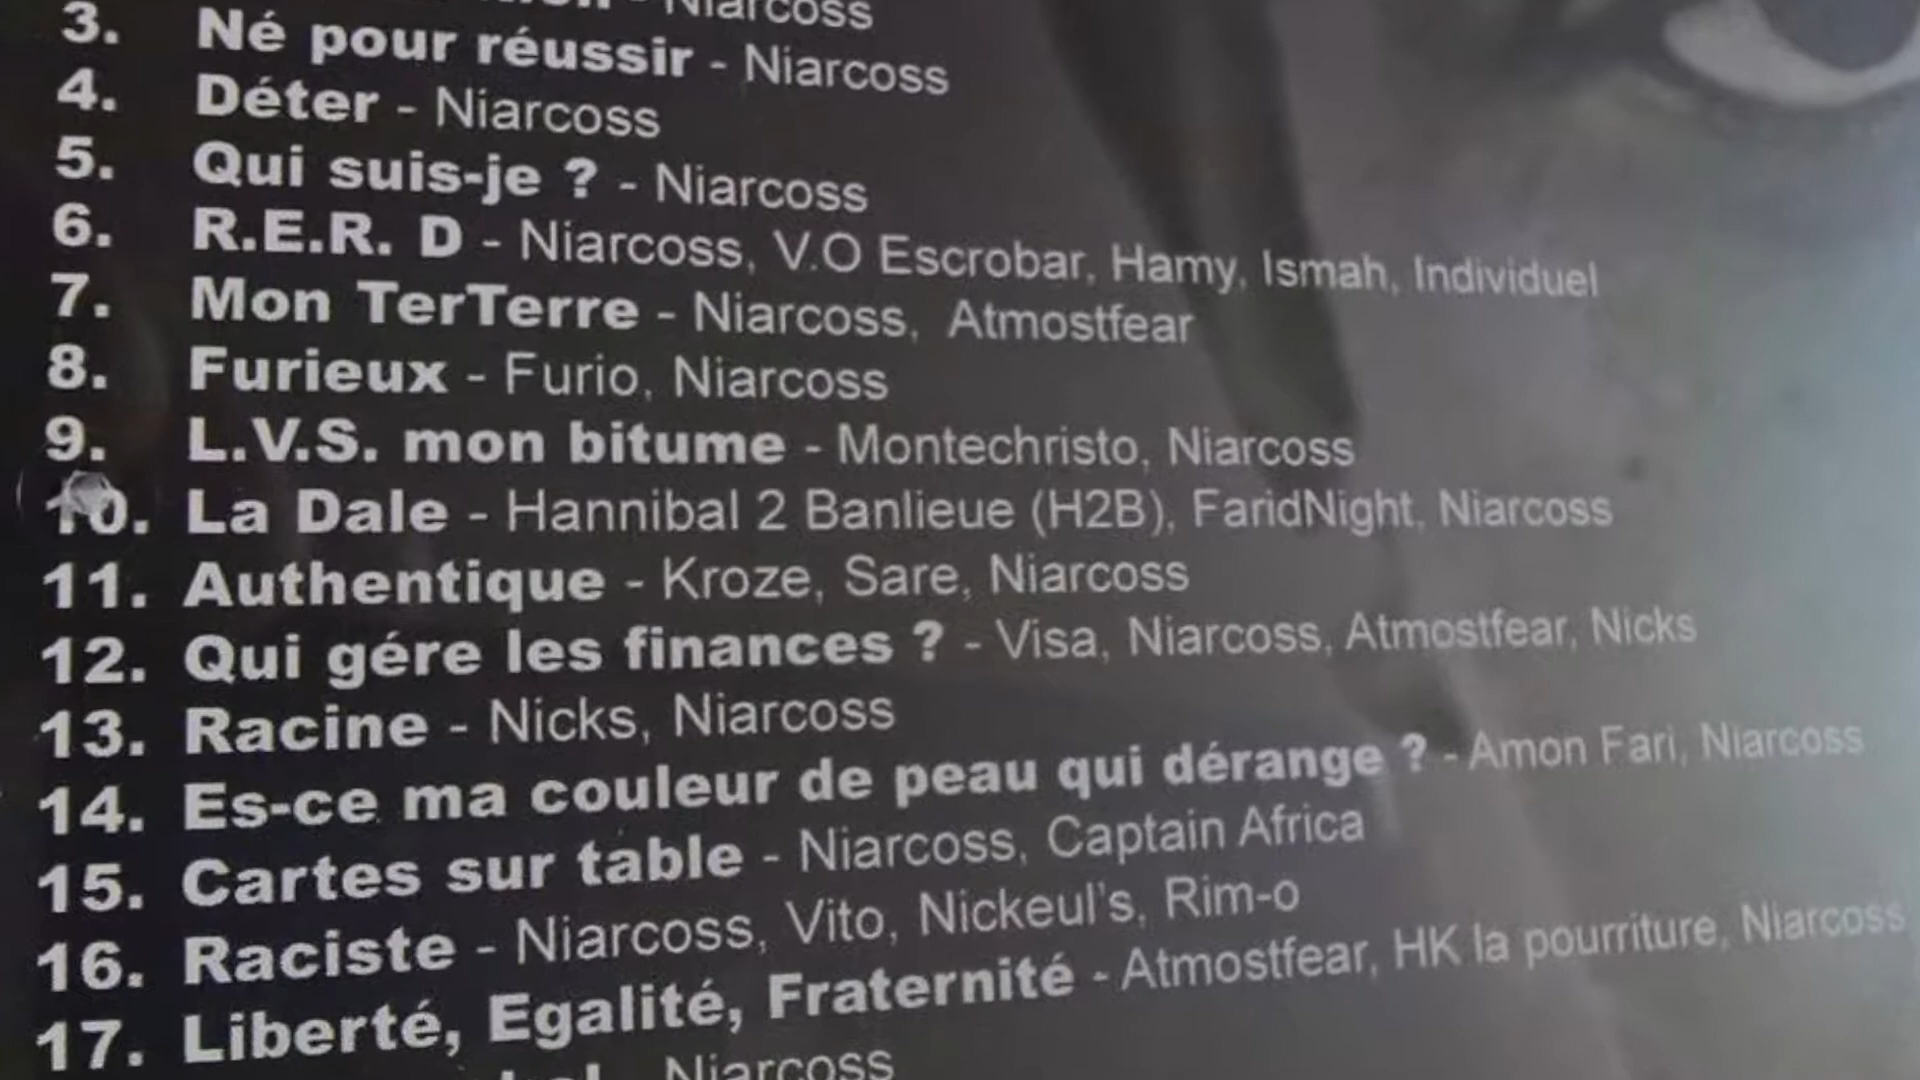 Niarcoss
3. Né pour réussir - Niarcoss
4. Déter - Niarcoss
5. Qui suis-je ? - Niarcoss
6. R.E.R. D - Niarcoss, V.O Escrobar, Hamy, Ismah, Individuel
7. Mon TerTerre - Niarcoss, Atmostfear
8. Furieux - Furio, Niarcoss
9. L.V.S. mon bitume - Montechristo, Niarcoss
10. La Dale - Hannibal 2 Banlieue (H2B), FaridNight, Niarcoss
11. Authentique - Kroze, Sare, Niarcoss
12. Qui gére les finances ? - Visa, Niarcoss, Atmostfear, Nicks
13. Racine - Nicks, Niarcoss
14. Es-ce ma couleur de peau qui dérange ? - Amon Fari, Niarcoss
15. Cartes sur table - Niarcoss, Captain Africa
16. Raciste - Niarcoss, Vito, Nickeul's, Rim-o
17. Liberté, Egalité, Fraternité - Atmostfear, HK la pourriture, Niarcoss
- Niarcoss